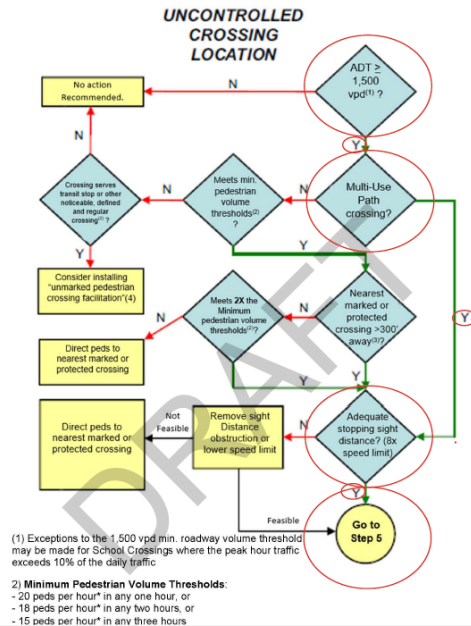 UNCONTROLLED
CROSSING
LOCATION
ADT ≥
1,500
vpd(1) ?
N
No action
Recommended.
Y
N
Crossing serves
transit stop or other
noticeable, defined
and regular
crossing(1) ?
N
Meets min.
pedestrian
volume
thresholds(2)
?
N
Multi-Use
Path
crossing?
Y
Y
Consider installing
"unmarked pedestrian
crossing facilitation"(4)
Meets 2X the
Minimum
pedestrian volume
thresholds(2)?
N
Nearest
marked or
protected
crossing >300'
away(3)?
Y
N
Direct peds to
nearest marked or
protected crossing
Y
Y
Direct peds to
nearest marked or
protected crossing
Not
Feasible
Remove sight
Distance
obstruction or
lower speed limit
N
Adequate
stopping sight
distance? (8x
speed limit)
Y
Feasible
Go to
Step 5
DRAFT
(1) Exceptions to the 1,500 vpd min. roadway volume threshold
may be made for School Crossings where the peak hour traffic
exceeds 10% of the daily traffic
2) Minimum Pedestrian Volume Thresholds:
- 20 peds per hour* in any one hour, or
- 18 peds per hour* in any two hours, or
- 15 peds per hour* in any three hours